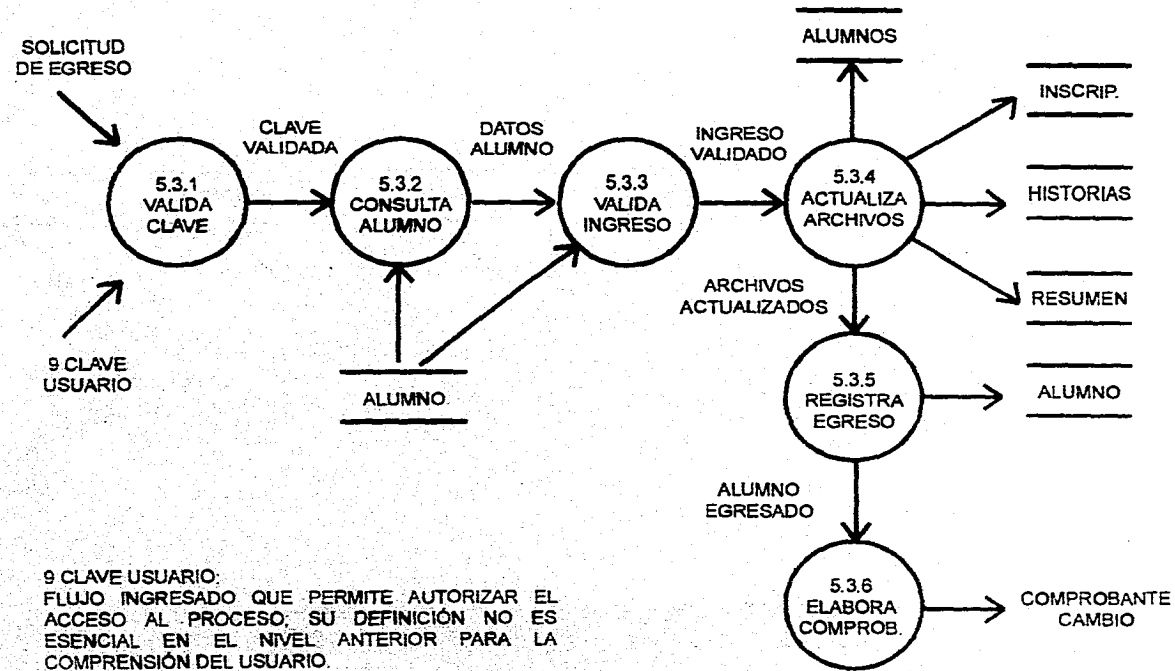 ALUMNOS
SOLICITUD
DE EGRESO
INSCRIP.
CLAVE
VALIDADA
DATOS
ALUMNO
INGRESO
VALIDADO
5.3.1
VALIDA
CLAVE
5.3.2
CONSULTA
ALUMNO
5.3.3
VALIDA
INGRESO
5.3.4
ACTUALIZA
ARCHIVOS
HISTORIAS
ARCHIVOS
ACTUALIZADOS
RESUMEN
9 CLAVE
USUARIO
ALUMNO
5.3.5
REGISTRA
EGRESO
ALUMNO
ALUMNO
EGRESADO
5.3.6
ELABORA
COMPROB.
COMPROBANTE
CAMBIO
9 CLAVE USUARIO:
FLUJO INGRESADO QUE PERMITE AUTORIZAR EL
ACCESO AL PROCESO, SU DEFINICIÓN NO ES
ESENCIAL EN EL NIVEL ANTERIOR PARA LA
COMPRENSIÓN DEL USUARIO.